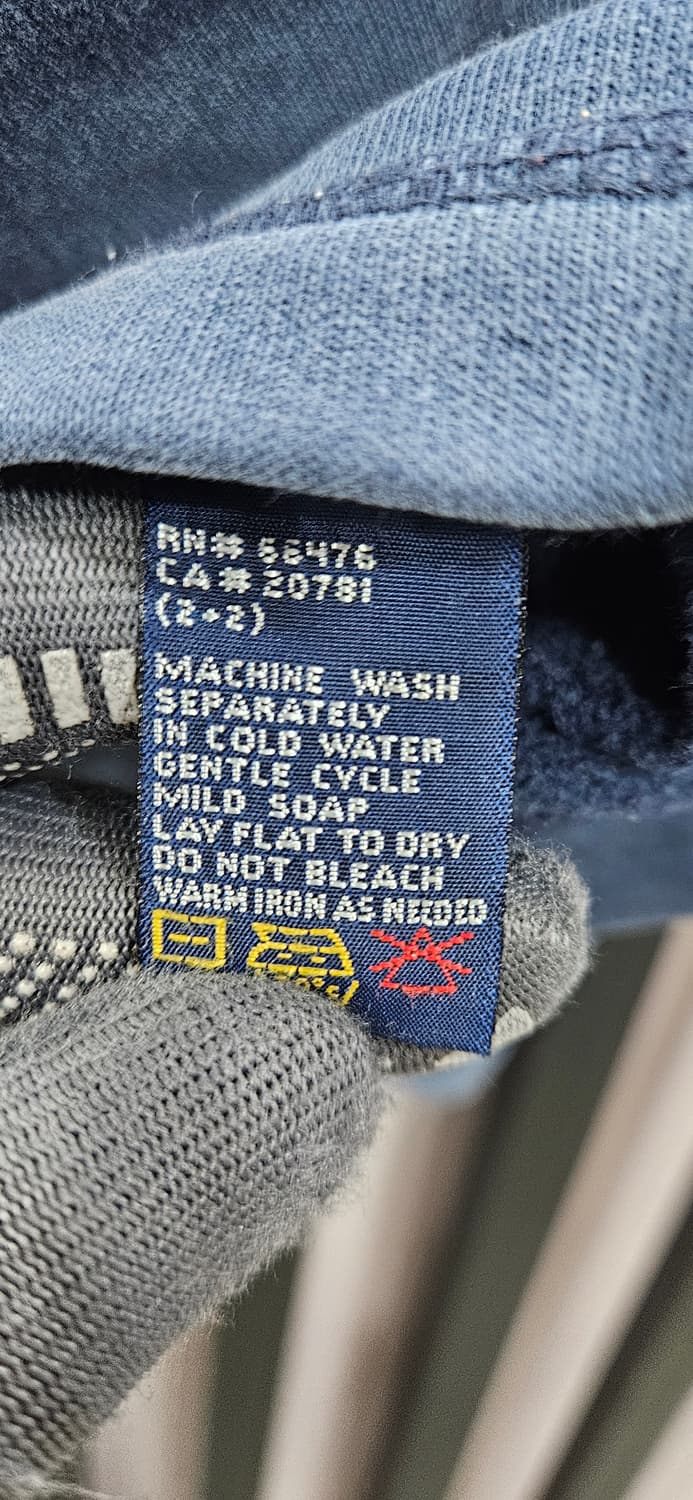 RN# 66476
CA# 20781
(2-2)
MACHINE WASH
SEPARATELY
IN COLD WATER
GENTLE CYCLE
MILD SOAP
LAY FLAT TO DRY
DO NOT BLEACH
WARM IRON AS NEEDED